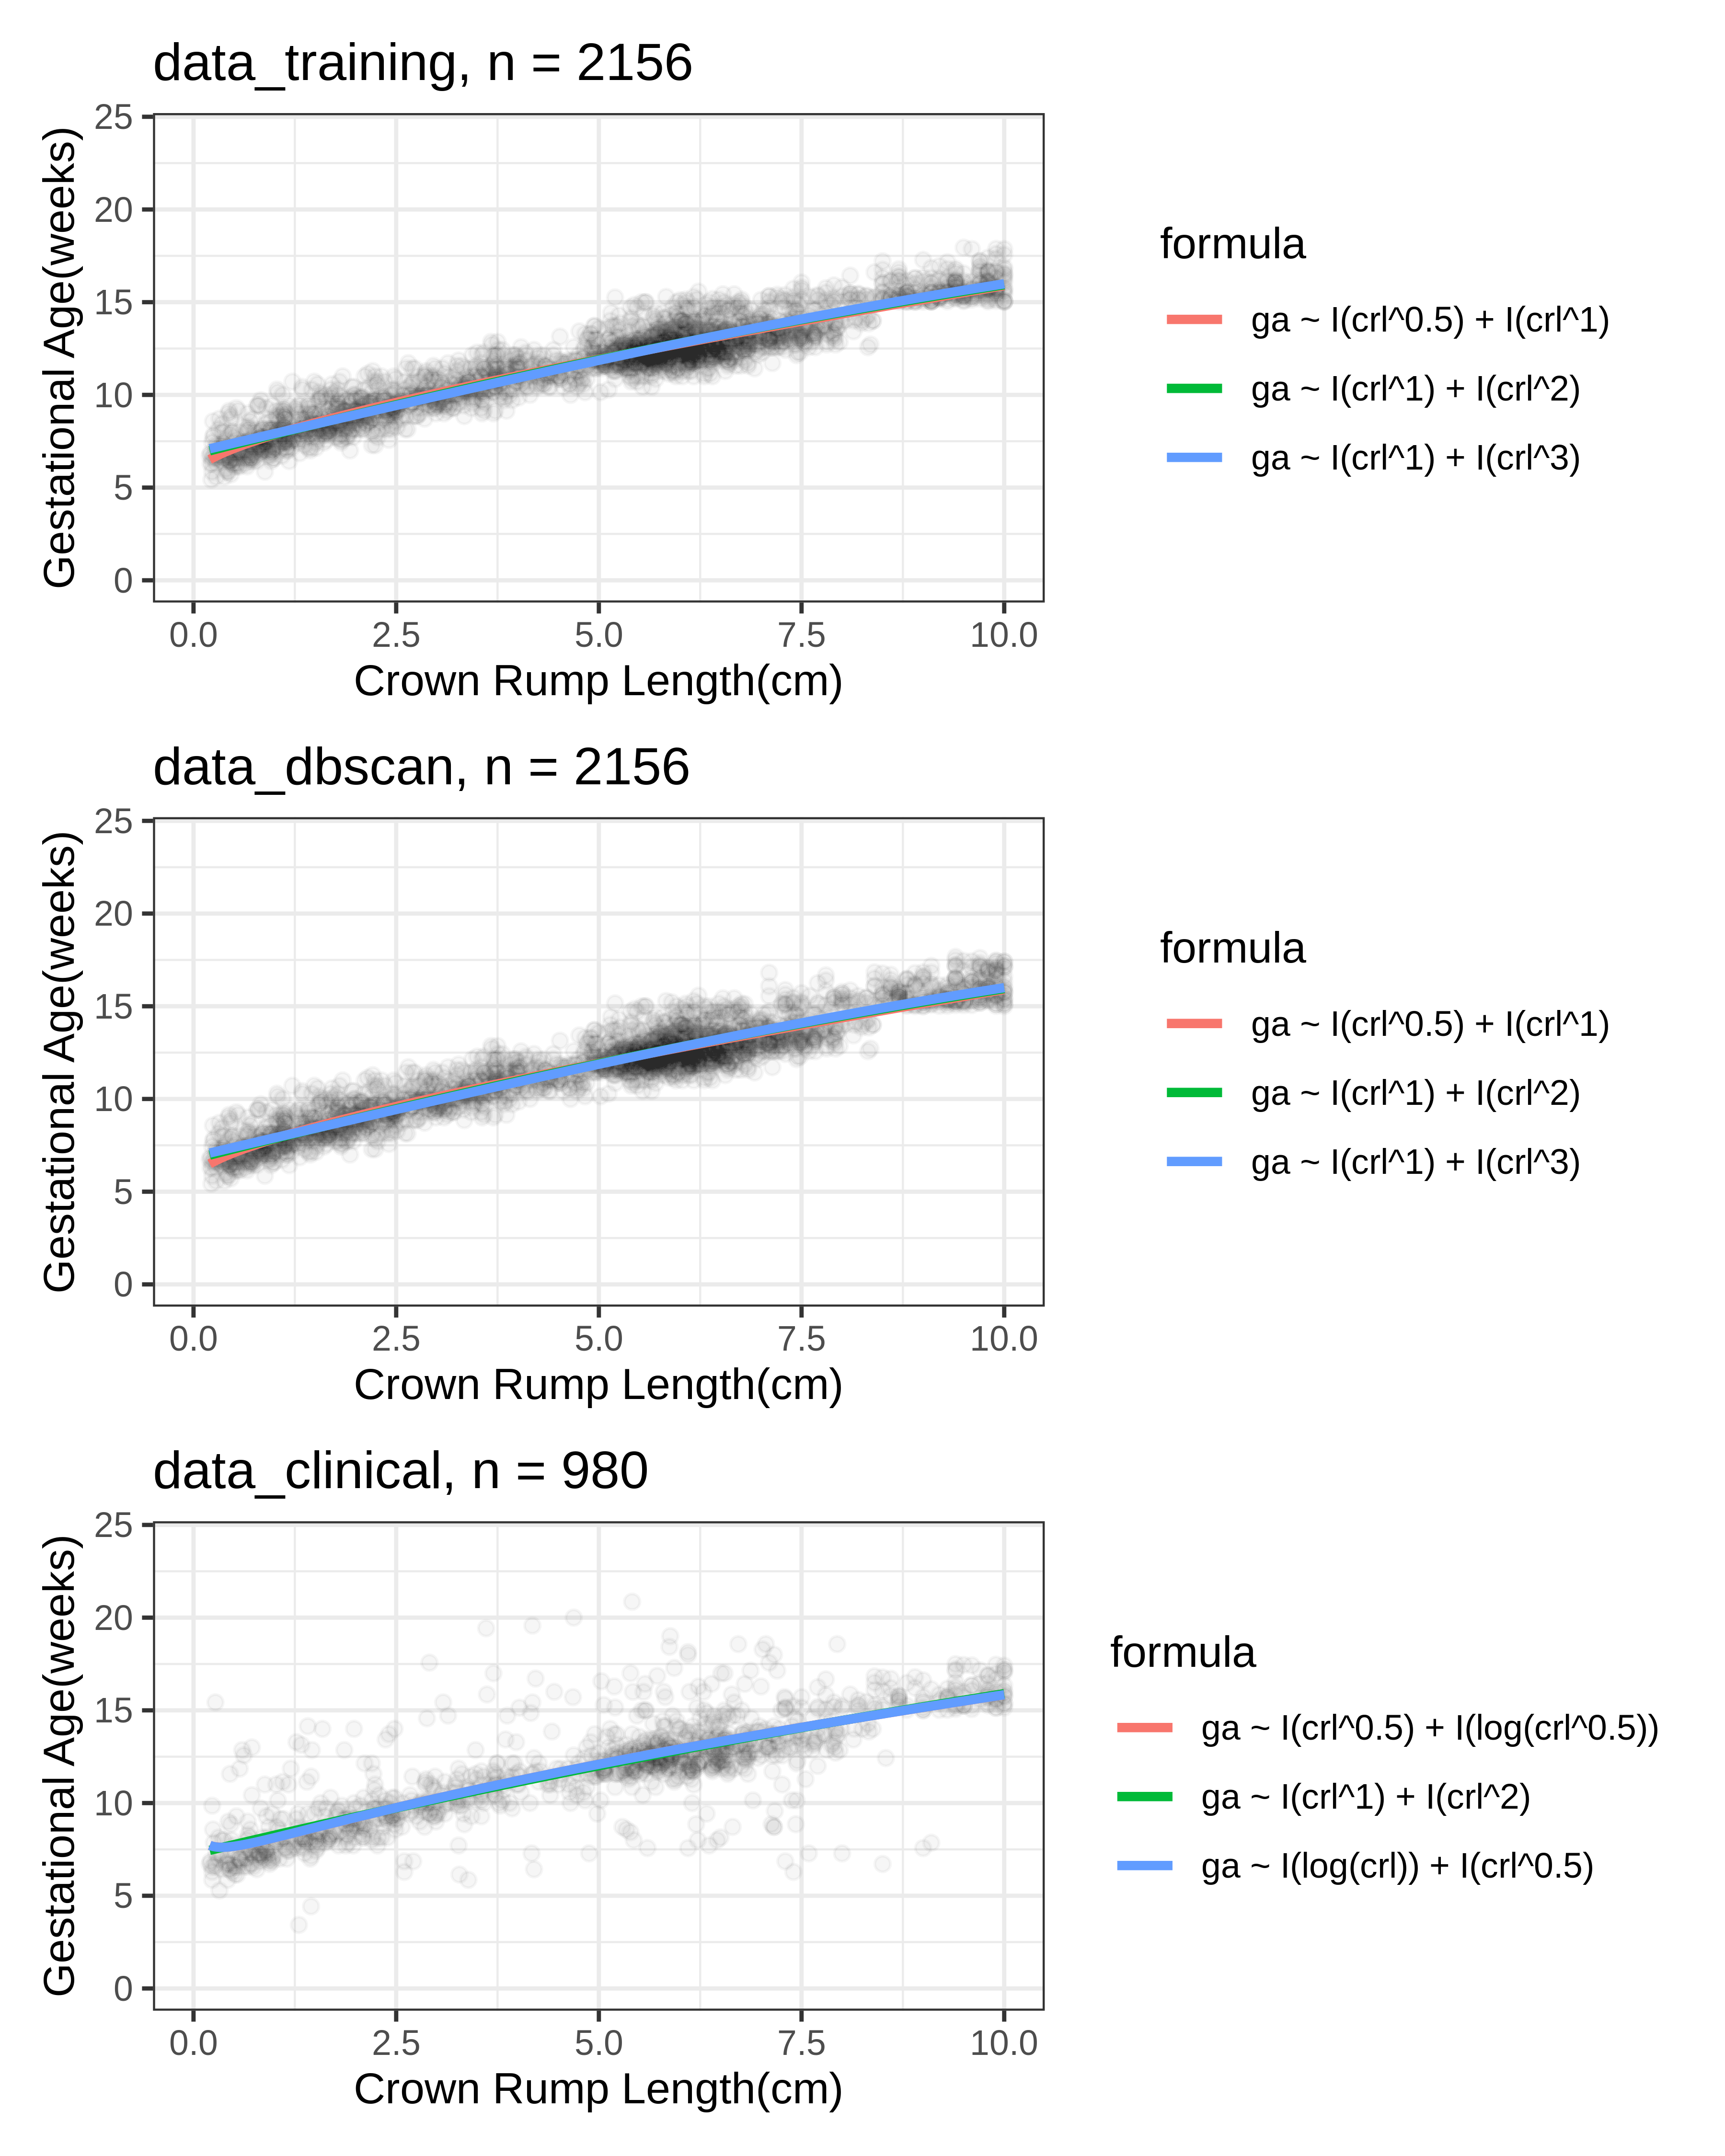 data_training, n = 2156
Gestational Age(weeks)
25
20
15
10
5
0
0.0 2.5 5.0 7.5 10.0
Crown Rump Length(cm)
formula
ga ~ I(crl^0.5) + I(crl^1)
ga ~ I(crl^1) + I(crl^2)
ga ~ I(crl^1) + I(crl^3)
data_dbscan, n = 2156
Gestational Age(weeks)
25
20
15
10
5
0
0.0 2.5 5.0 7.5 10.0
Crown Rump Length(cm)
formula
ga ~ I(crl^0.5) + I(crl^1)
ga ~ I(crl^1) + I(crl^2)
ga ~ I(crl^1) + I(crl^3)
data_clinical, n = 980
Gestational Age(weeks)
25
20
15
10
5
0
0.0 2.5 5.0 7.5 10.0
Crown Rump Length(cm)
formula
ga ~ I(crl^0.5) + I(log(crl^0.5))
ga ~ I(crl^1) + I(crl^2)
ga ~ I(log(crl)) + I(crl^0.5)